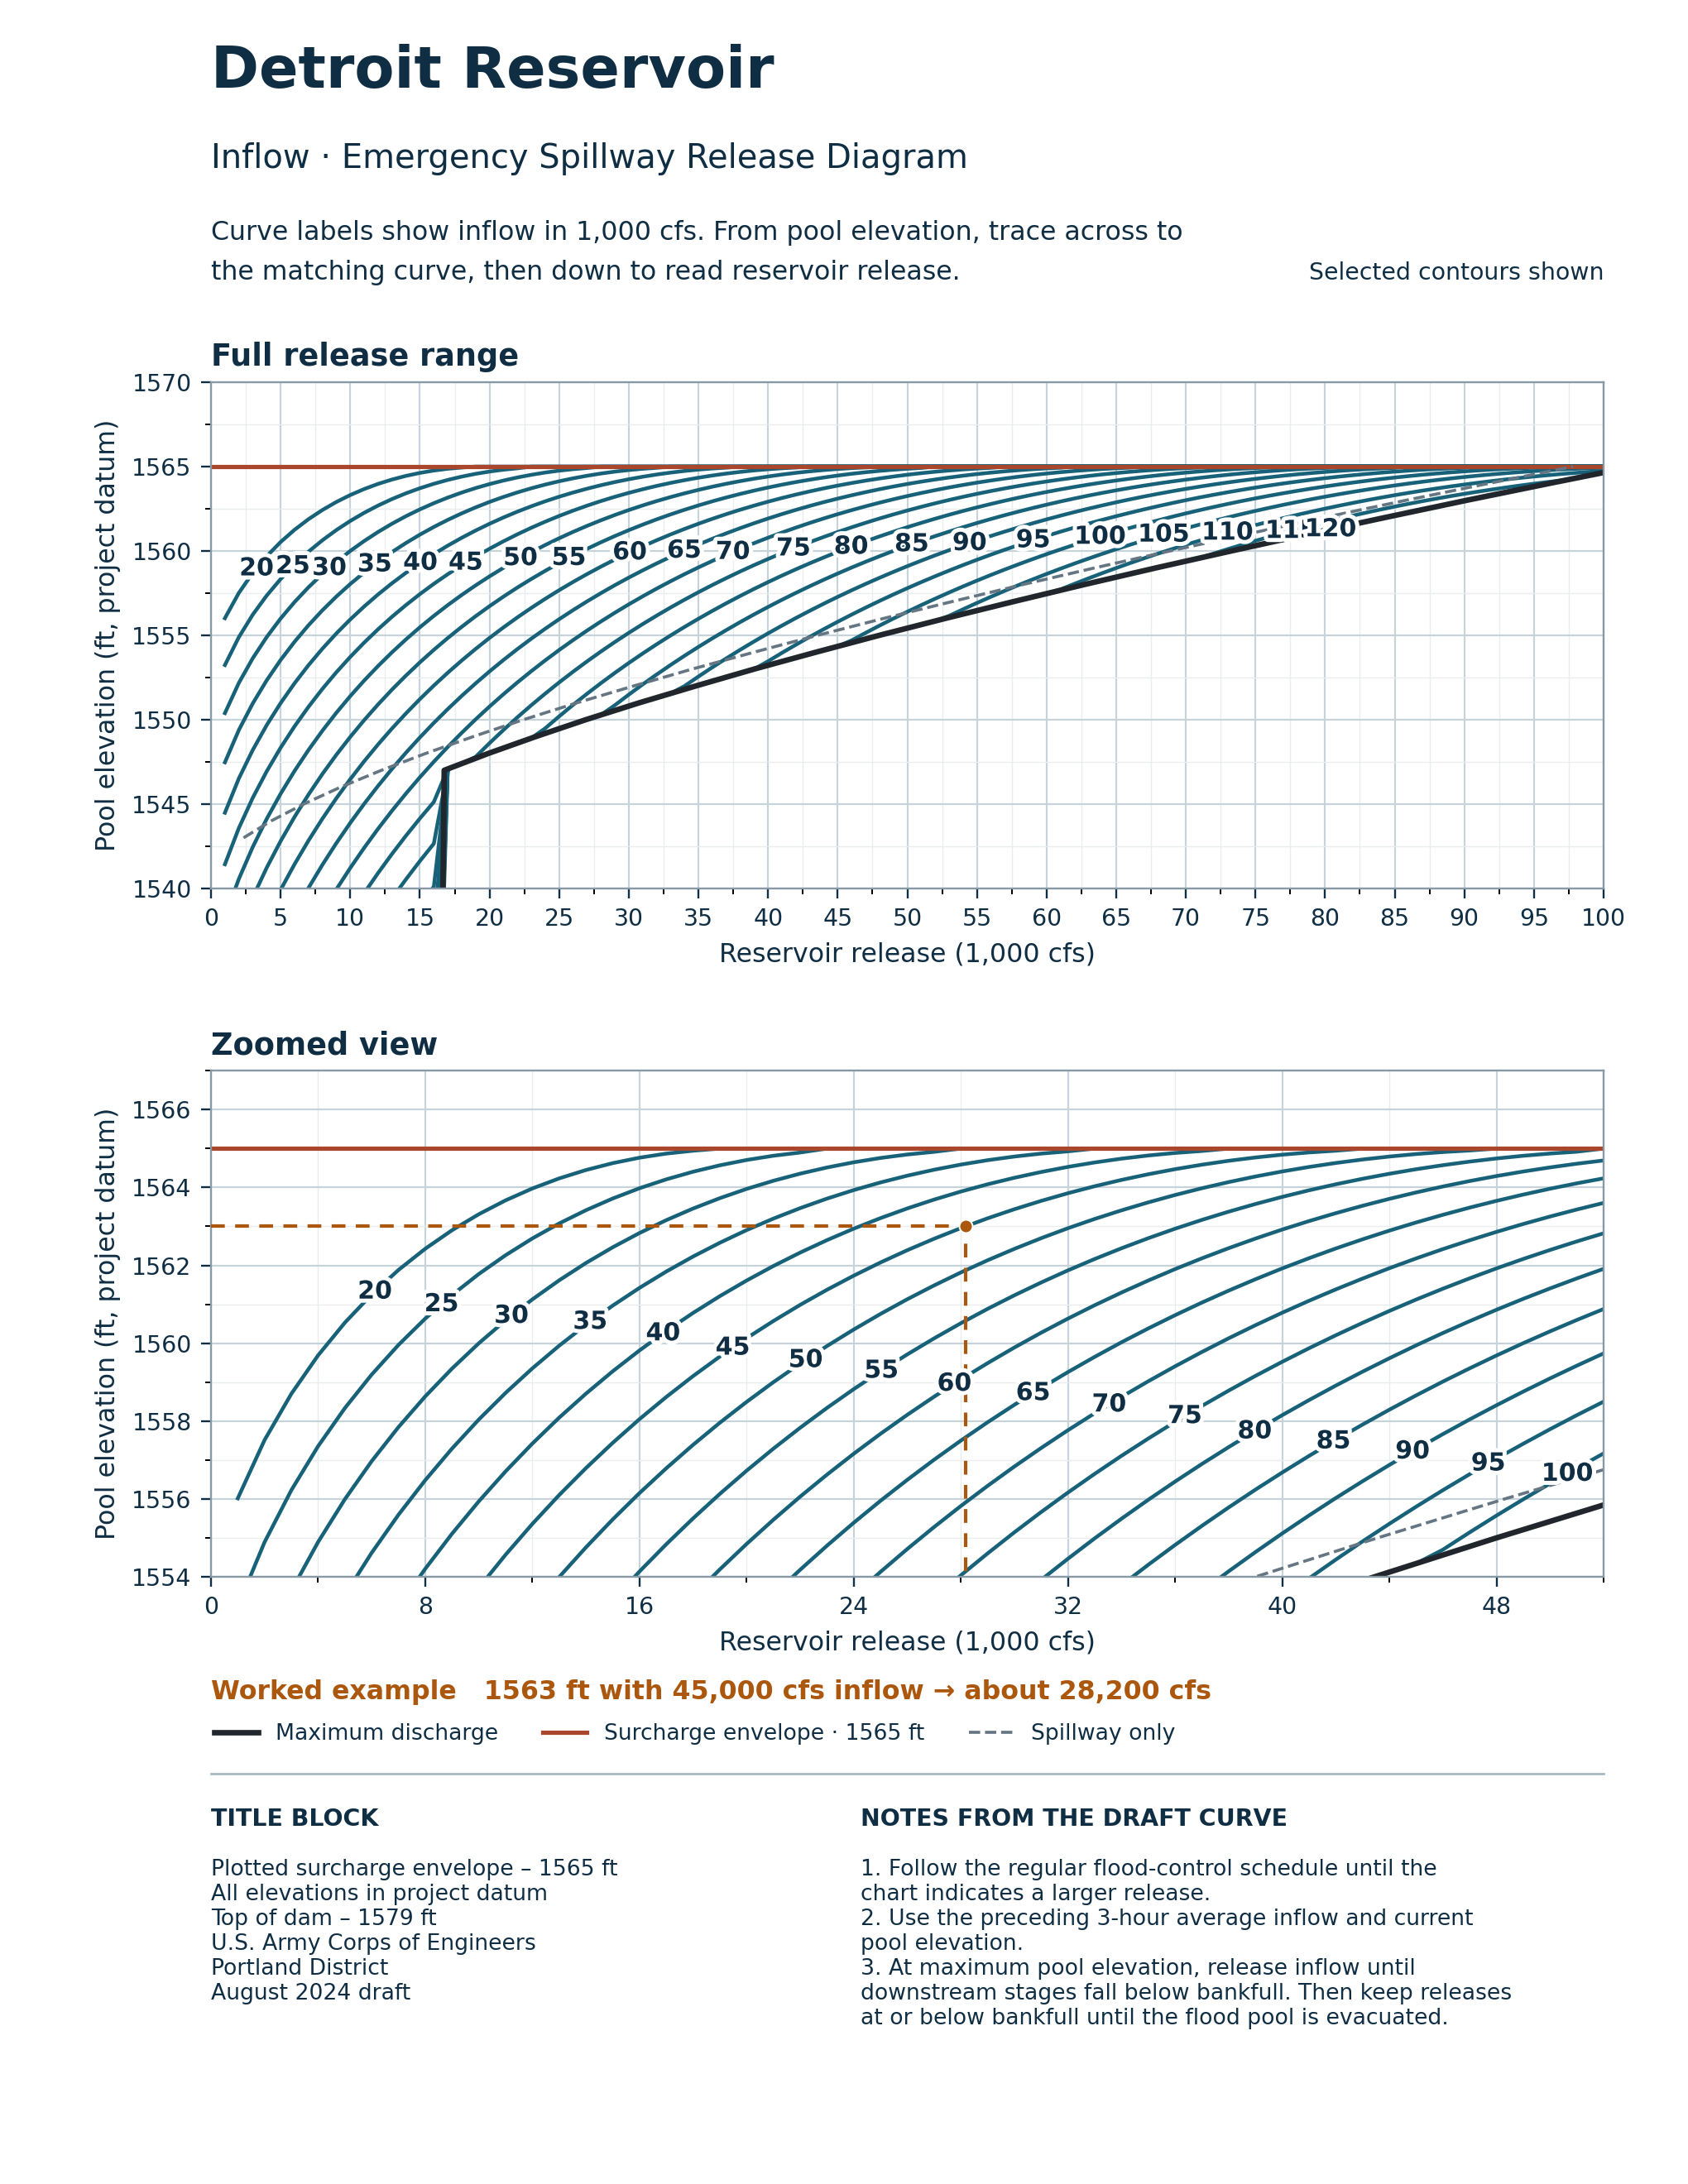 Detroit Reservoir
Inflow · Emergency Spillway Release Diagram
Curve labels show inflow in 1,000 cfs. From pool elevation, trace across to
the matching curve, then down to read reservoir release.
Selected contours shown
Full release range
Pool elevation (ft, project datum)
1570
1565
1560
1555
1550
1545
1540
20 25 30 35 40 45 50 55 60 65 70 75 80 85 90 95 100 105 110 120
0 5 10 15 20 25 30 35 40 45 50 55 60 65 70 75 80 85 90 95 100
Reservoir release (1,000 cfs)
Zoomed view
Pool elevation (ft, project datum)
1566
1564
1562
1560
1558
1556
1554
20 25 30 35 40 45 50 55 60 65 70 75 80 85 90 95 100
0 8 16 24 32 40 48
Reservoir release (1,000 cfs)
Worked example 1563 ft with 45,000 cfs inflow → about 28,200 cfs
Maximum discharge Surcharge envelope · 1565 ft Spillway only
TITLE BLOCK
Plotted surcharge envelope – 1565 ft
All elevations in project datum
Top of dam – 1579 ft
U.S. Army Corps of Engineers
Portland District
August 2024 draft
NOTES FROM THE DRAFT CURVE
1. Follow the regular flood-control schedule until the
chart indicates a larger release.
2. Use the preceding 3-hour average inflow and current
pool elevation.
3. At maximum pool elevation, release inflow until
downstream stages fall below bankfull. Then keep releases
at or below bankfull until the flood pool is evacuated.